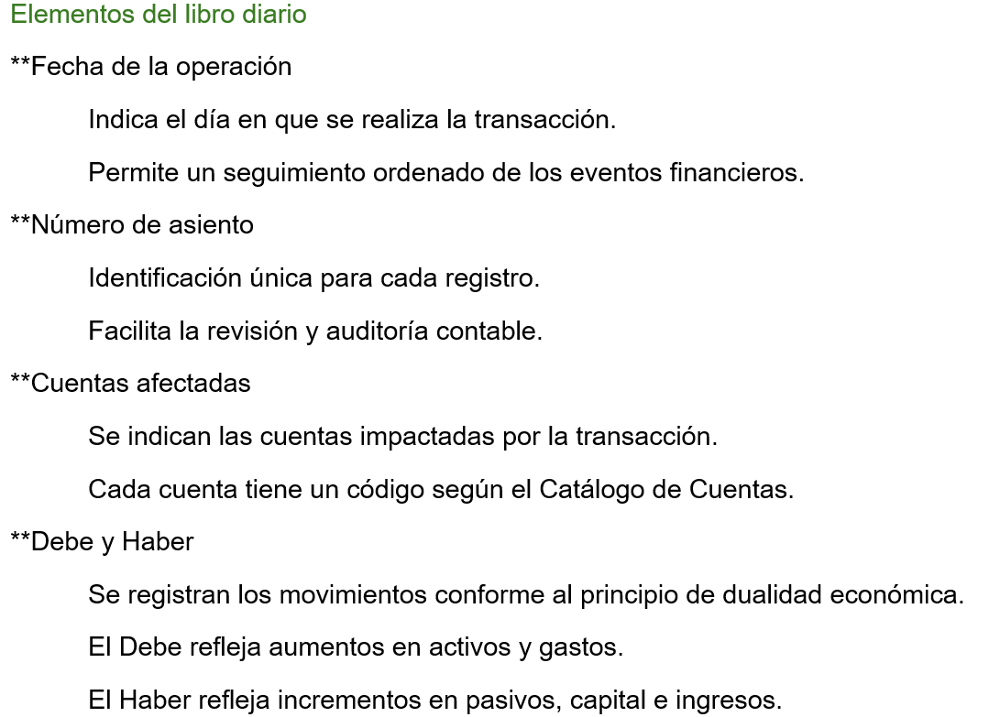 Elementos del libro diario
**Fecha de la operación
Indica el día en que se realiza la transacción.
Permite un seguimiento ordenado de los eventos financieros.
**Número de asiento
Identificación única para cada registro.
Facilita la revisión y auditoría contable.
**Cuentas afectadas
Se indican las cuentas impactadas por la transacción.
Cada cuenta tiene un código según el Catálogo de Cuentas.
**Debe y Haber
Se registran los movimientos conforme al principio de dualidad económica.
El Debe refleja aumentos en activos y gastos.
El Haber refleja incrementos en pasivos, capital e ingresos.